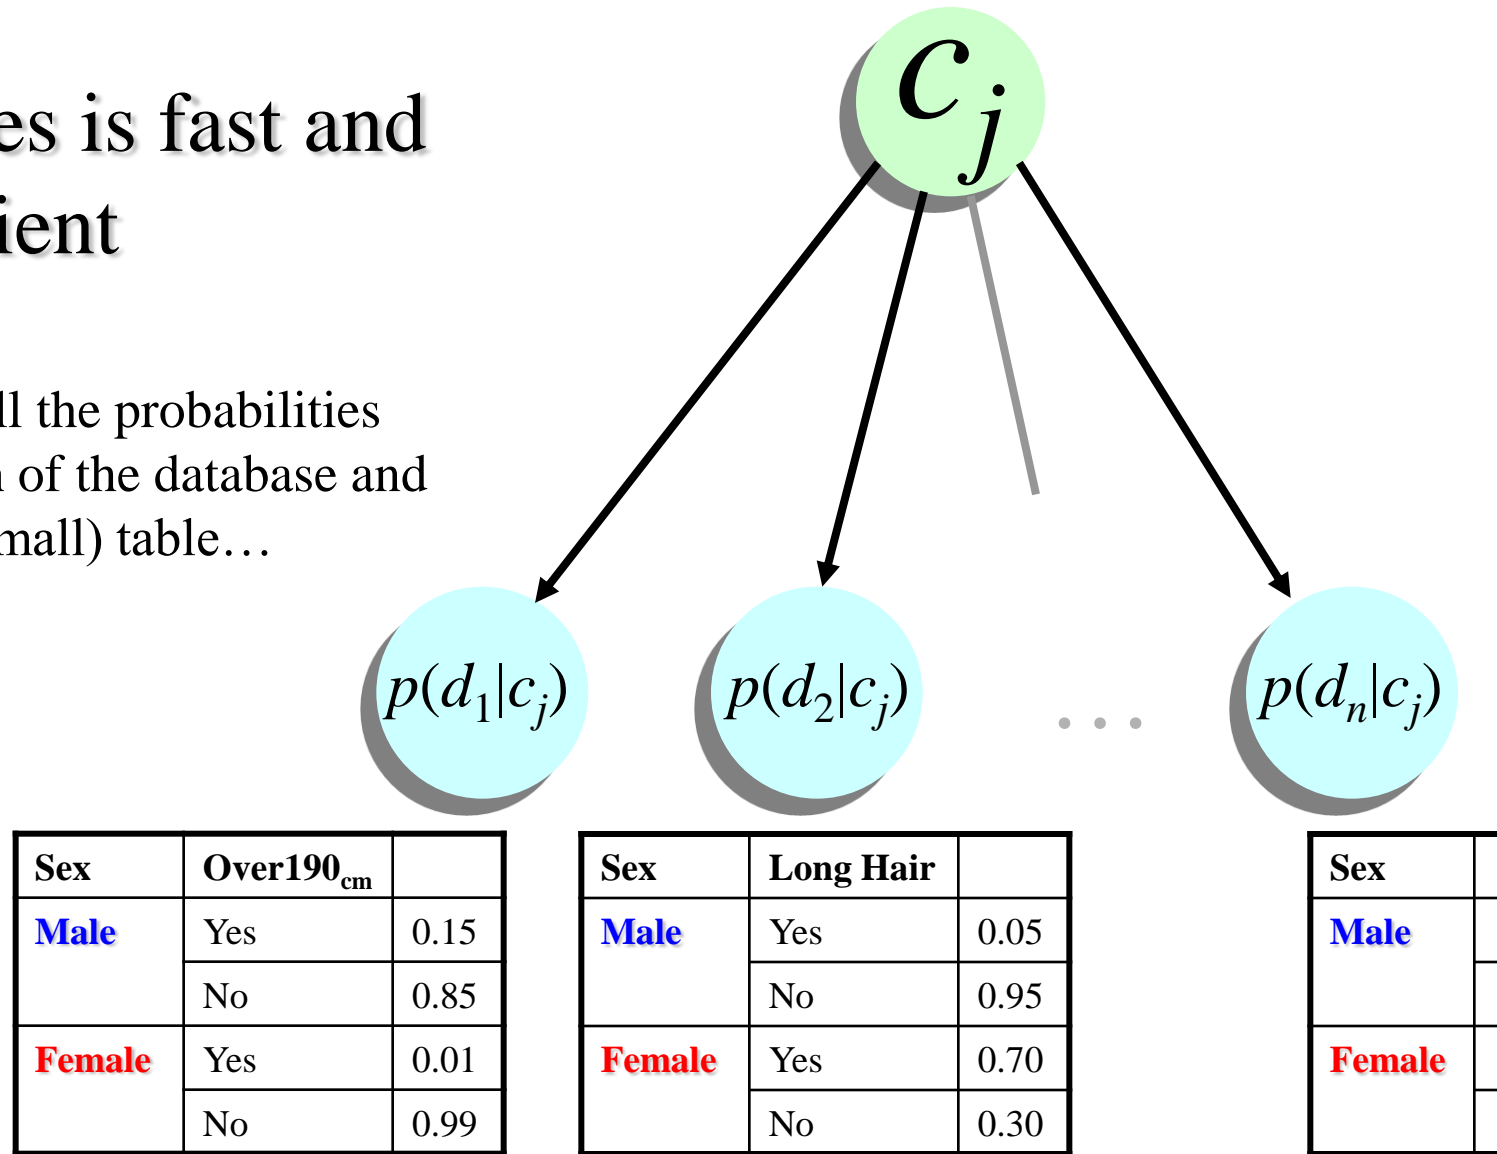 c_j
es is fast and
ient
ll the probabilities
n of the database and
mall) table…
p(d_1|c_j) p(d_2|c_j) ... p(d_n|c_j)
Sex Over190_cm
Male Yes 0.15
No 0.85
Female Yes 0.01
No 0.99
Sex Long Hair
Male Yes 0.05
No 0.95
Female Yes 0.70
No 0.30
Sex
Male
Female